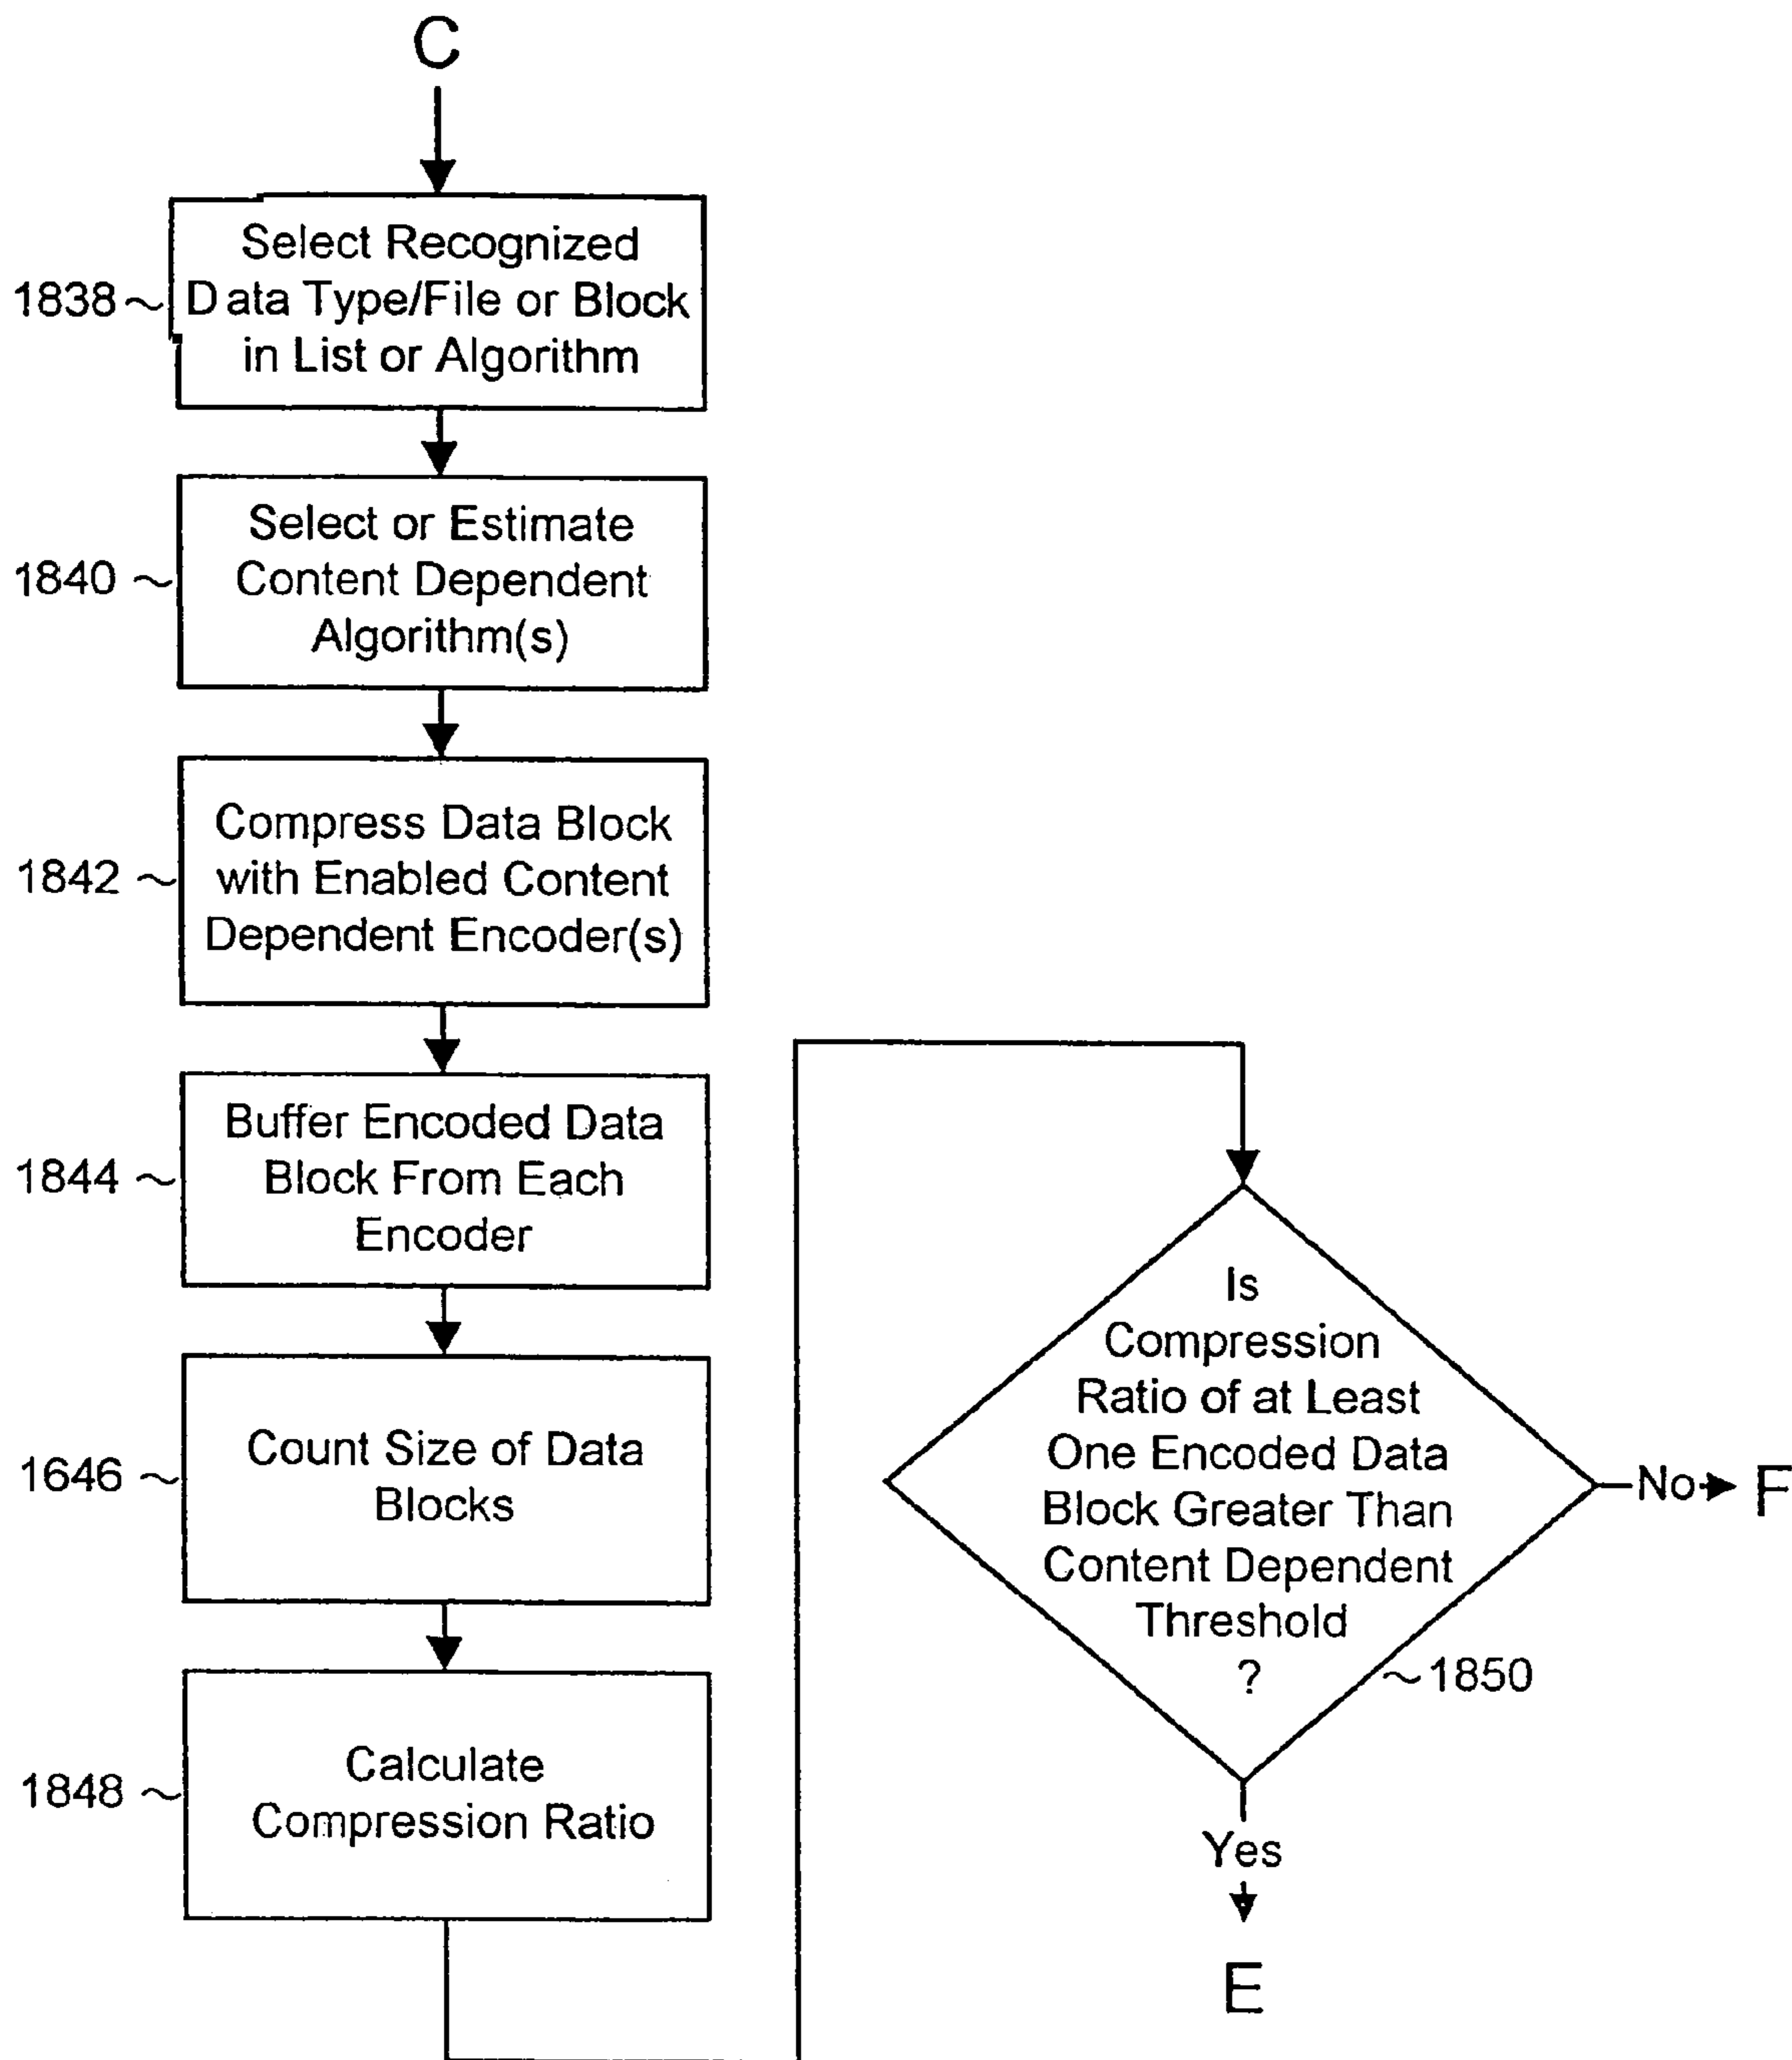 C
1838
Select Recognized
Data Type/File or Block
in List or Algorithm
1840
Select or Estimate
Content Dependent
Algorithm(s)
1842
Compress Data Block
with Enabled Content
Dependent Encoder(s)
1844
Buffer Encoded Data
Block From Each
Encoder
1646
Count Size of Data
Blocks
1848
Calculate
Compression Ratio
Is
Compression
Ratio of at Least
One Encoded Data
Block Greater Than
Content Dependent
Threshold
?
1850
No
F
Yes
E